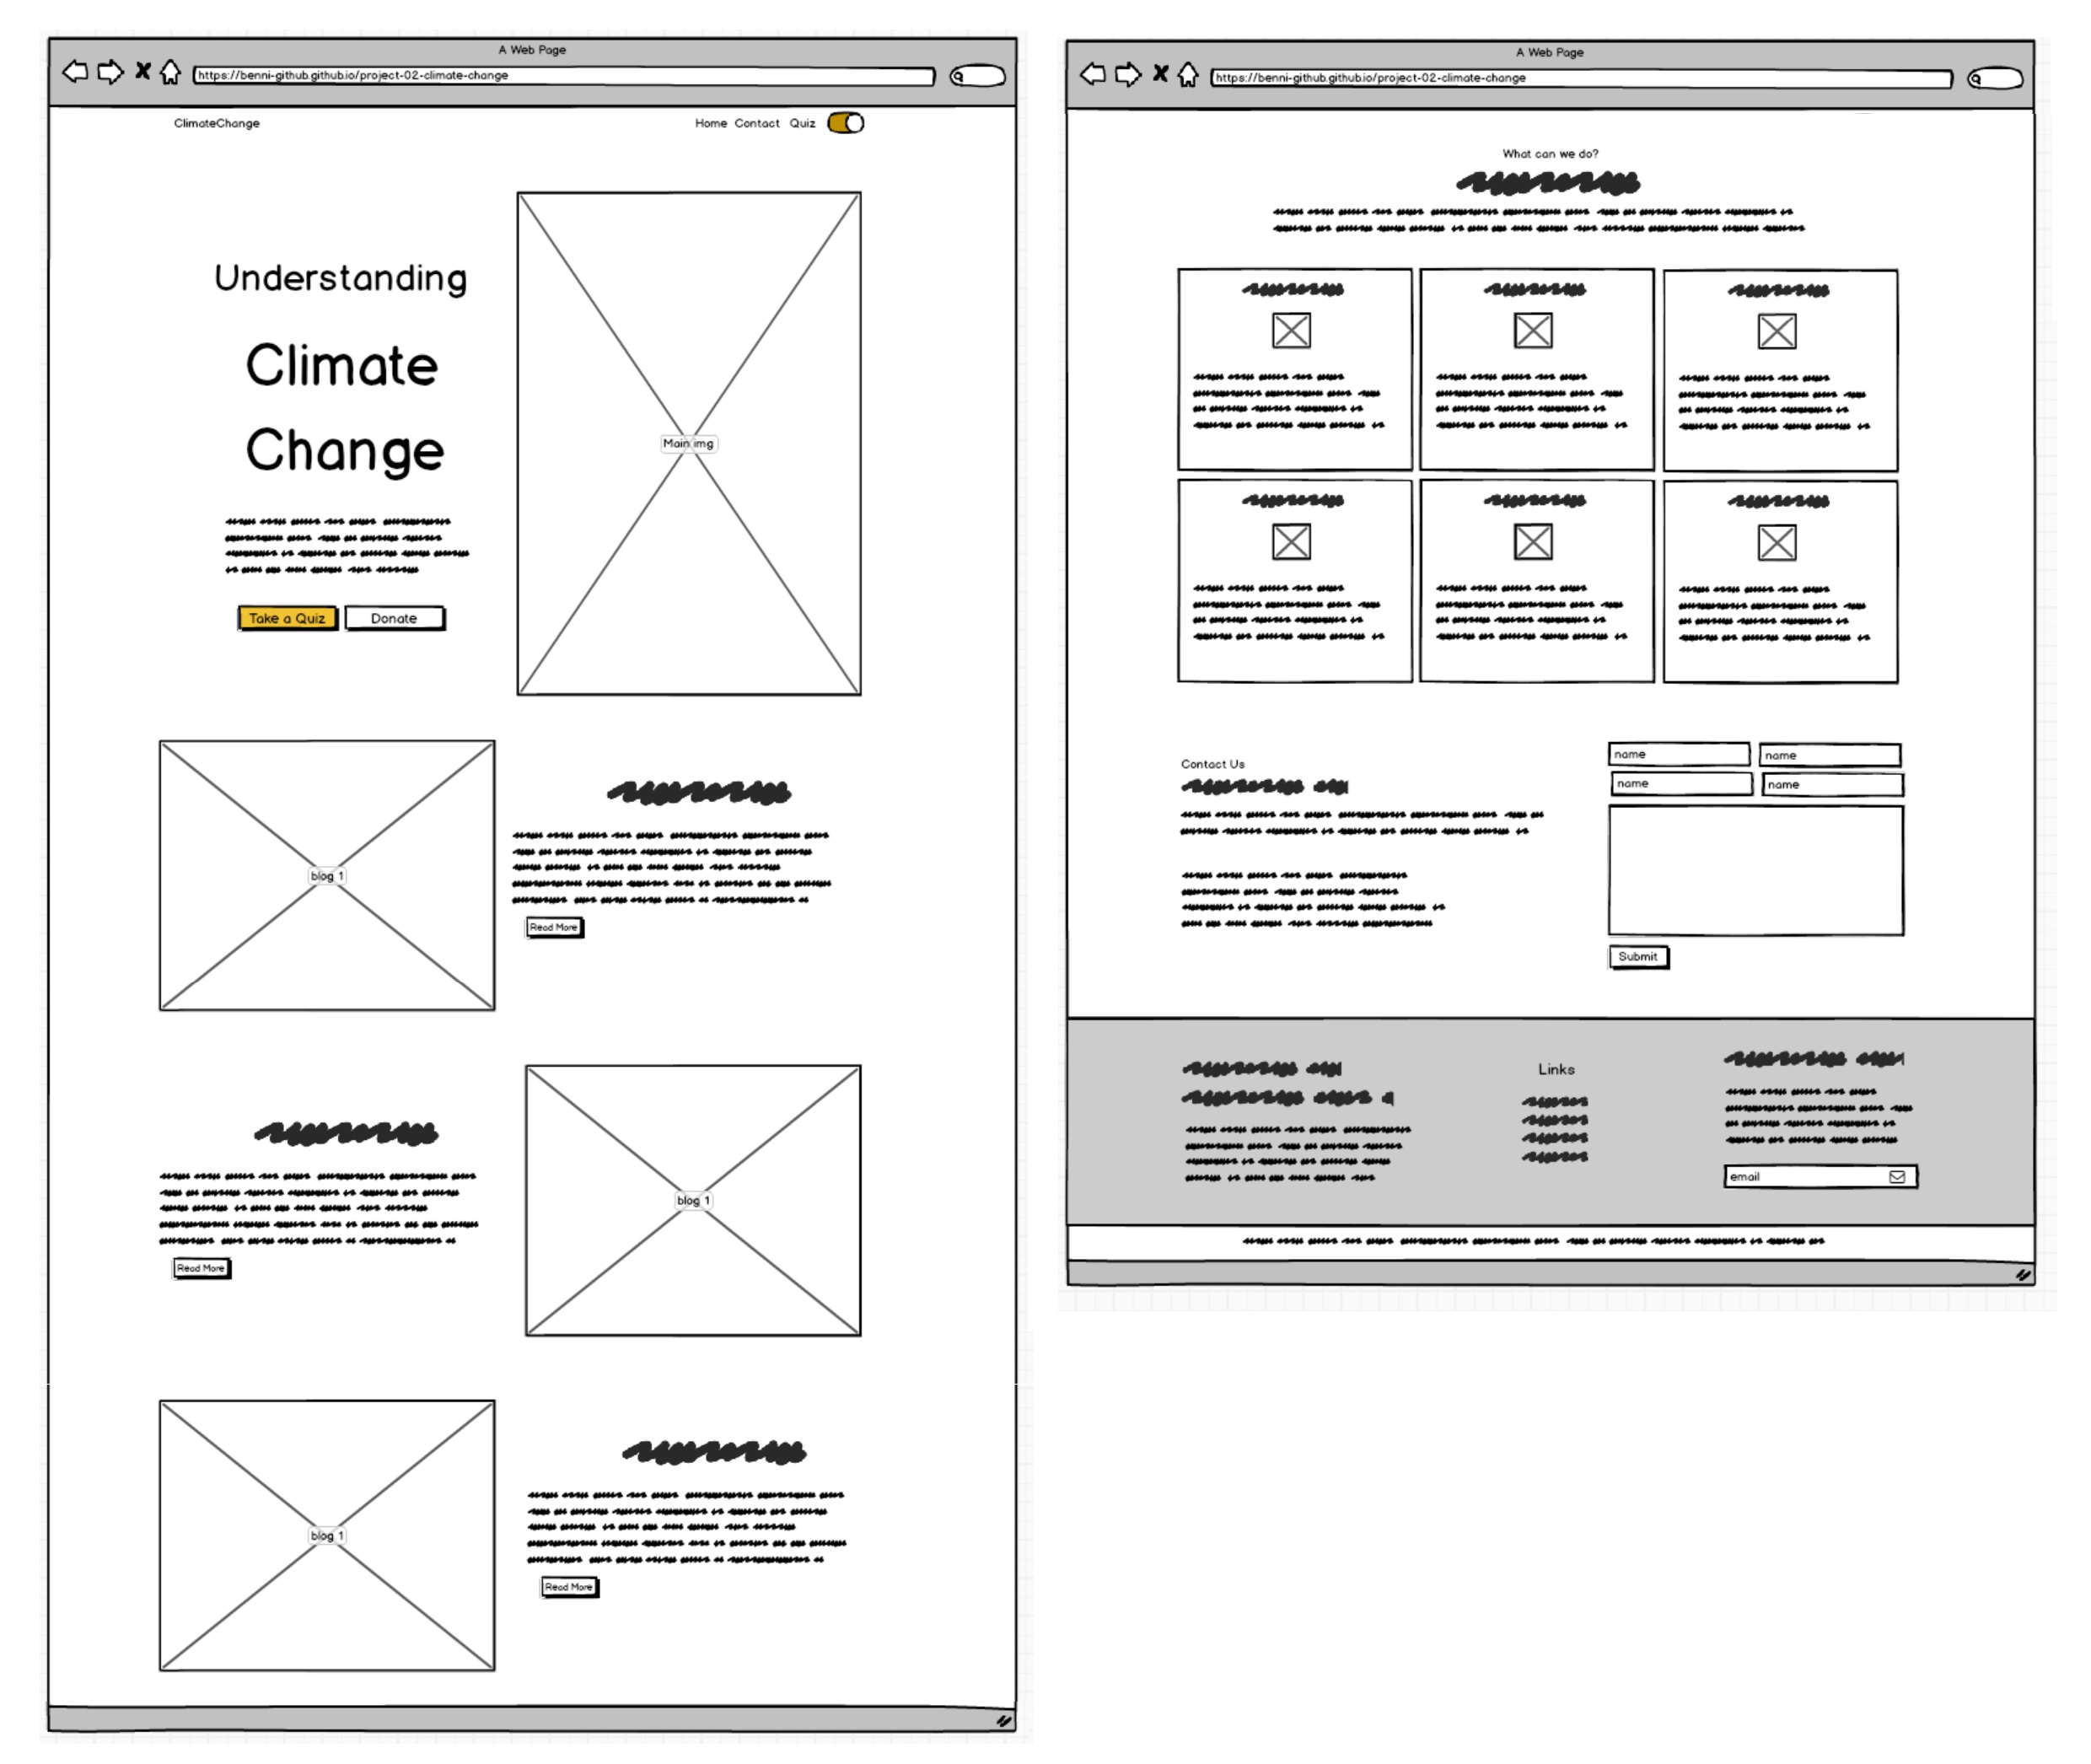 A Web Page
https://benni-github.github.io/project-02-climate-change
ClimateChange
Home Contact Quiz
Understanding
Climate
Change
Main img
Take a Quiz
Donate
blog 1
Read More
blog 1
Read More
blog 1
Read More
A Web Page
https://benni-github.github.io/project-02-climate-change
What can we do?
Contact Us
name
name
name
name
Submit
Links
email